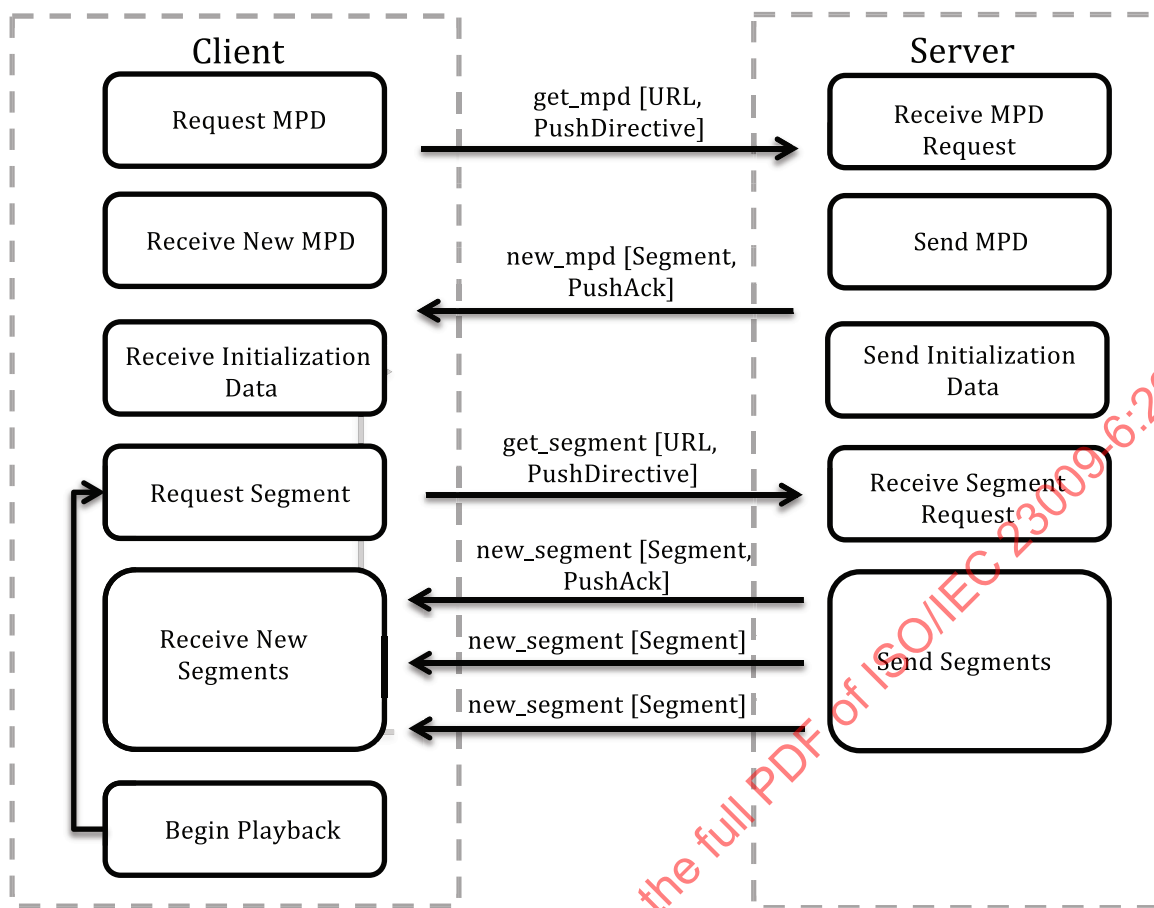 Client
Server
Request MPD
get_mpd [URL,
PushDirective]
Receive MPD
Request
Receive New MPD
Send MPD
new_mpd [Segment,
PushAck]
Receive Initialization
Data
Send Initialization
Data
get_segment [URL,
PushDirective]
Request Segment
Receive Segment
Request
new_segment [Segment,
PushAck]
Receive New
Segments
new_segment [Segment]
Send Segments
new_segment [Segment]
Begin Playback
the full PDF of ISO/IEC 23009-6:2